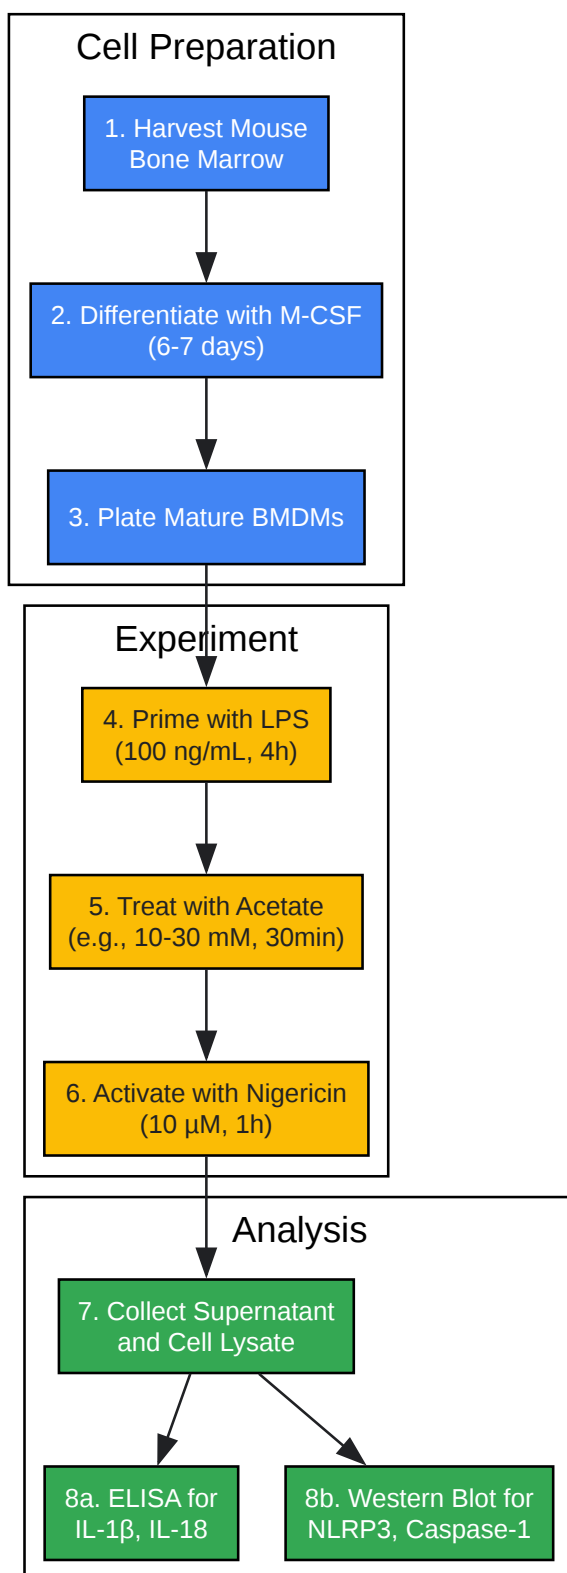 Cell Preparation
1. Harvest Mouse
Bone Marrow
2. Differentiate with M-CSF
(6-7 days)
3. Plate Mature BMDMs
Experiment
4. Prime with LPS
(100 ng/mL, 4h)
5. Treat with Acetate
(e.g., 10-30 mM, 30min)
6. Activate with Nigericin
(10 µM, 1h)
Analysis
7. Collect Supernatant
and Cell Lysate
8a. ELISA for
IL-1β, IL-18
8b. Western Blot for
NLRP3, Caspase-1